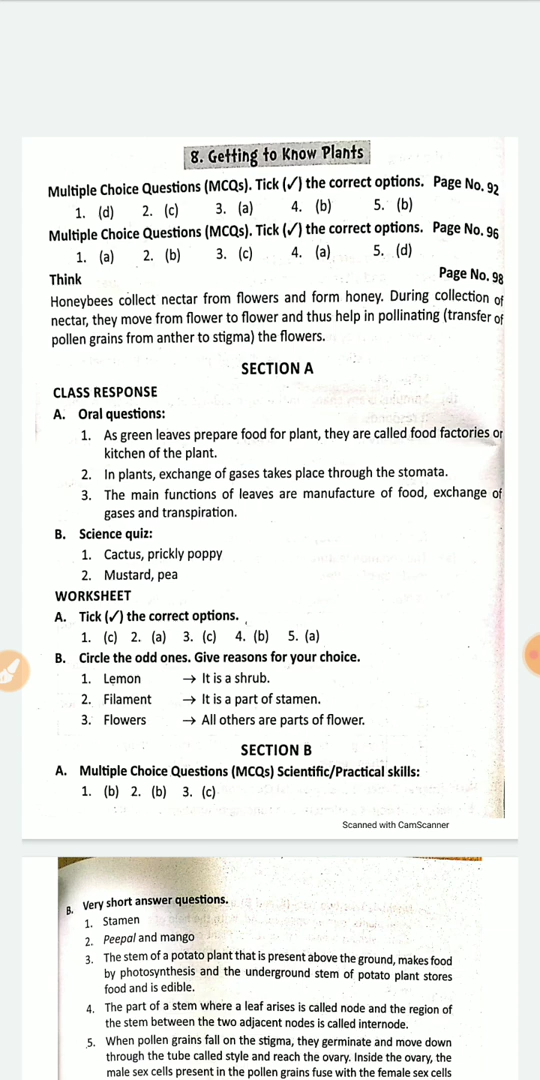 8. Getting to Know Plants
Multiple Choice Questions (MCQs). Tick (✓) the correct options. Page No. 92
1. (d) 2. (c) 3. (a) 4. (b) 5. (b)
Multiple Choice Questions (MCQs). Tick (✓) the correct options. Page No. 96
1. (a) 2. (b) 3. (c) 4. (a) 5. (d)
Think Page No. 98
Honeybees collect nectar from flowers and form honey. During collection of
nectar, they move from flower to flower and thus help in pollinating (transfer of
pollen grains from anther to stigma) the flowers.
SECTION A
CLASS RESPONSE
A. Oral questions:
1. As green leaves prepare food for plant, they are called food factories or
kitchen of the plant.
2. In plants, exchange of gases takes place through the stomata.
3. The main functions of leaves are manufacture of food, exchange of
gases and transpiration.
B. Science quiz:
1. Cactus, prickly poppy
2. Mustard, pea
WORKSHEET
A. Tick (✓) the correct options.
1. (c) 2. (a) 3. (c) 4. (b) 5. (a)
B. Circle the odd ones. Give reasons for your choice.
1. Lemon → It is a shrub.
2. Filament → It is a part of stamen.
3. Flowers → All others are parts of flower.
SECTION B
A. Multiple Choice Questions (MCQs) Scientific/Practical skills:
1. (b) 2. (b) 3. (c)
Scanned with CamScanner
B. Very short answer questions.
1. Stamen
2. Peepal and mango
3. The stem of a potato plant that is present above the ground, makes food
by photosynthesis and the underground stem of potato plant stores
food and is edible.
4. The part of a stem where a leaf arises is called node and the region of
the stem between the two adjacent nodes is called internode.
5. When pollen grains fall on the stigma, they germinate and move down
through the tube called style and reach the ovary. Inside the ovary, the
male sex cells present in the pollen grains fuse with the female sex cells